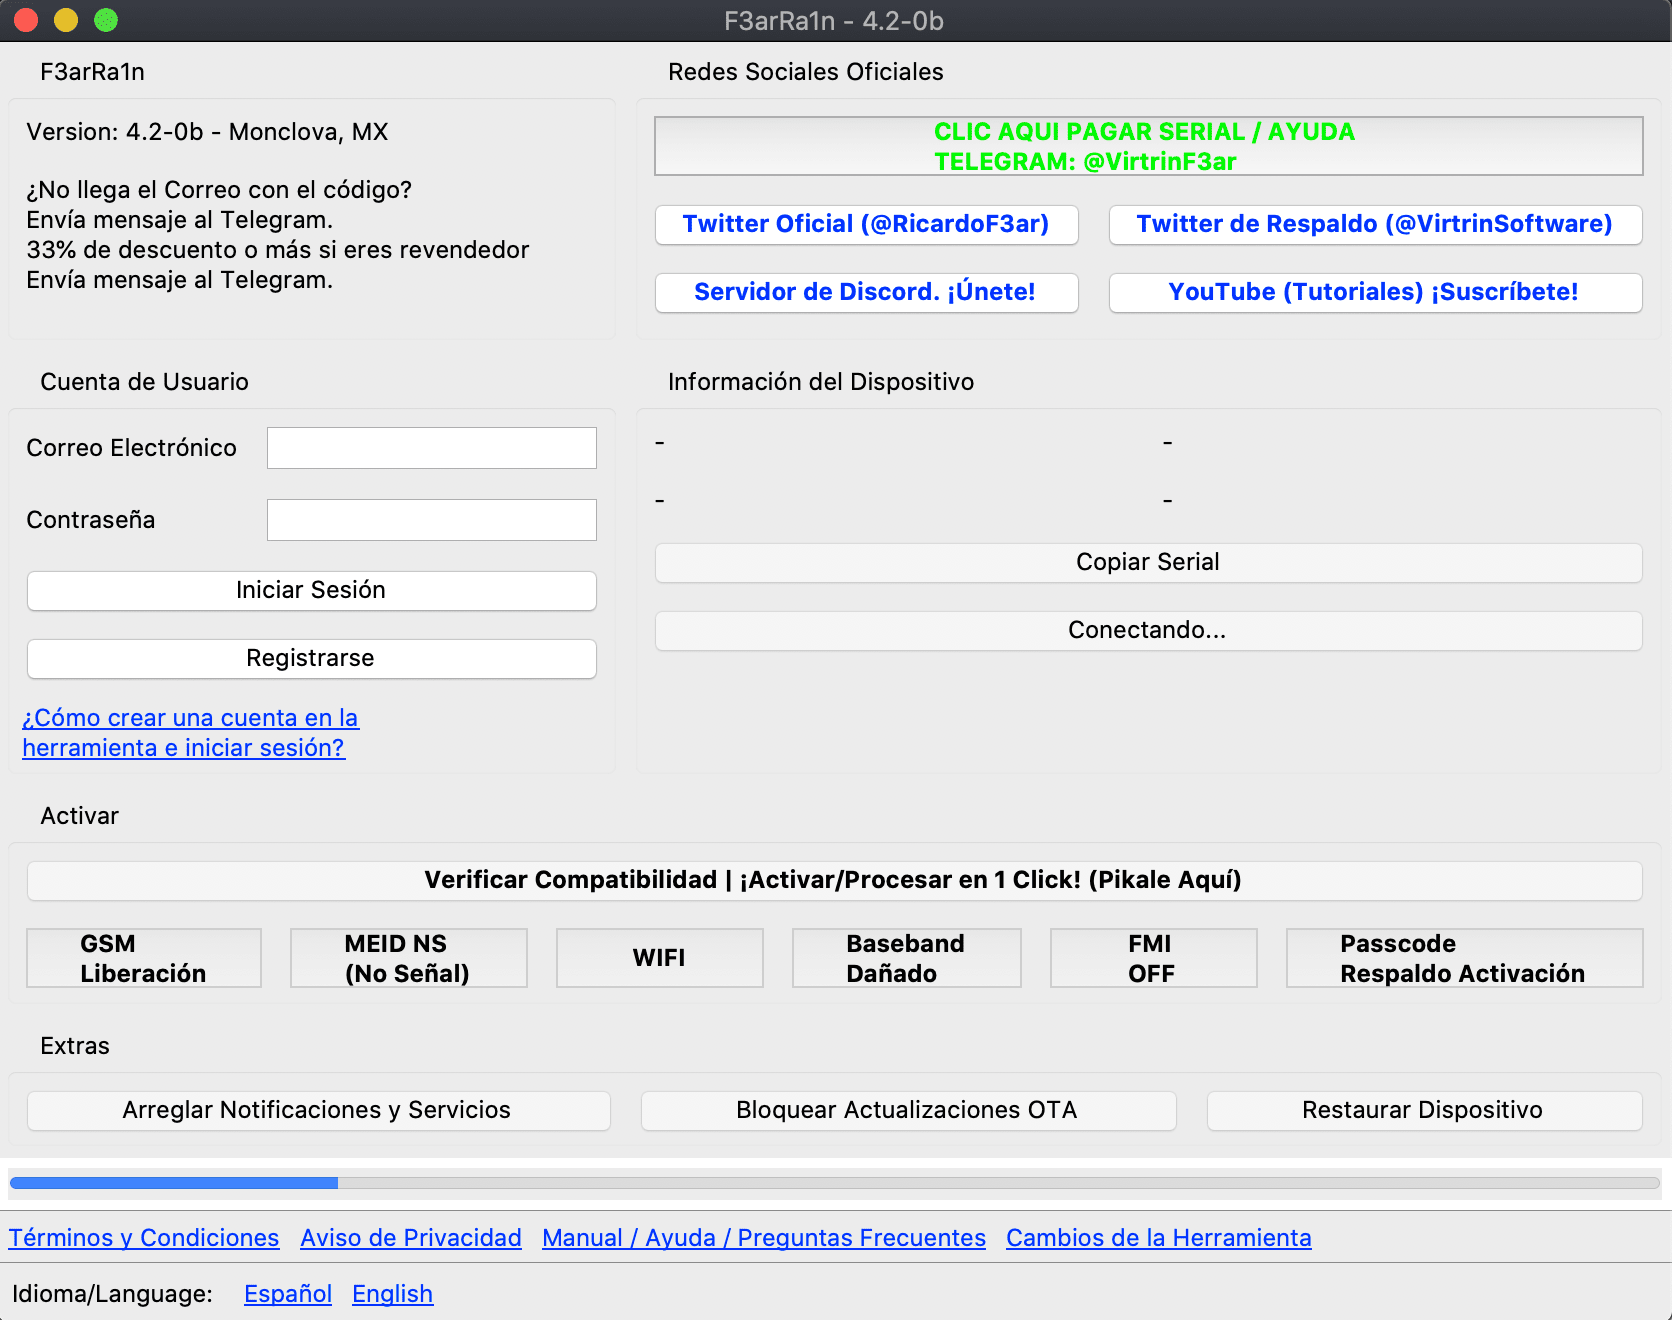 F3arRa1n - 4.2-0b
F3arRa1n
Version: 4.2-0b - Monclova, MX
¿No llega el Correo con el código?
Envía mensaje al Telegram.
33% de descuento o más si eres revendedor
Envía mensaje al Telegram.
Redes Sociales Oficiales
CLIC AQUI PAGAR SERIAL / AYUDA
TELEGRAM: @VirtrinF3ar
Twitter Oficial (@RicardoF3ar)
Twitter de Respaldo (@VirtrinSoftware)
Servidor de Discord. ¡Únete!
YouTube (Tutoriales) ¡Suscríbete!
Cuenta de Usuario
Correo Electrónico
Contraseña
Iniciar Sesión
Registrarse
¿Cómo crear una cuenta en la
herramienta e iniciar sesión?
Información del Dispositivo
- -
- -
Copiar Serial
Conectando...
Activar
Verificar Compatibilidad | ¡Activar/Procesar en 1 Click! (Pikale Aquí)
GSM
Liberación
MEID NS
(No Señal)
WIFI
Baseband
Dañado
FMI
OFF
Passcode
Respaldo Activación
Extras
Arreglar Notificaciones y Servicios
Bloquear Actualizaciones OTA
Restaurar Dispositivo
Términos y Condiciones Aviso de Privacidad Manual / Ayuda / Preguntas Frecuentes Cambios de la Herramienta
Idioma/Language: Español English